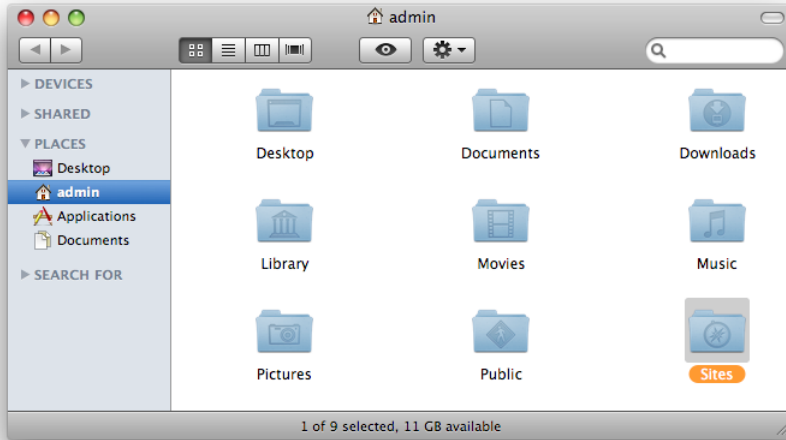 admin
DEVICES
SHARED
PLACES
Desktop
admin
Applications
Documents
SEARCH FOR
Desktop Documents Downloads
Library Movies Music
Pictures Public Sites
1 of 9 selected, 11 GB available